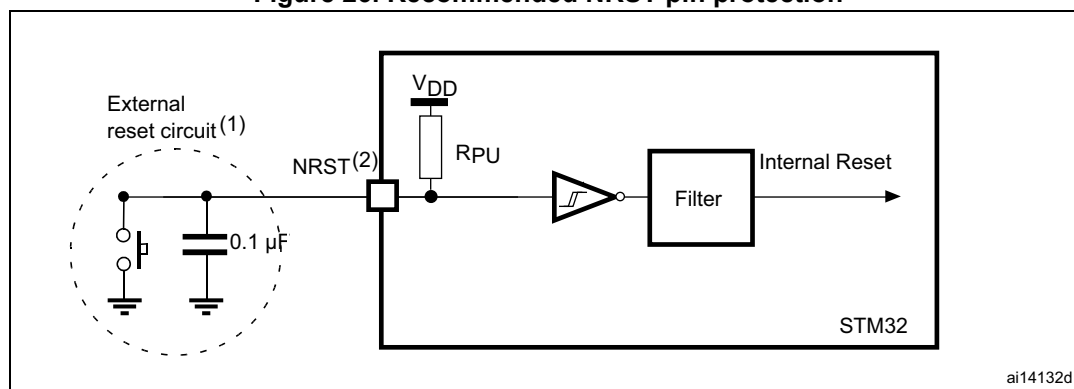 Figure Recommended NRST pin protection
VDD
External
reset circuit(1)
NRST(2)
RPU
Internal Reset
Filter
0.1 µF
STM32
ai14132d